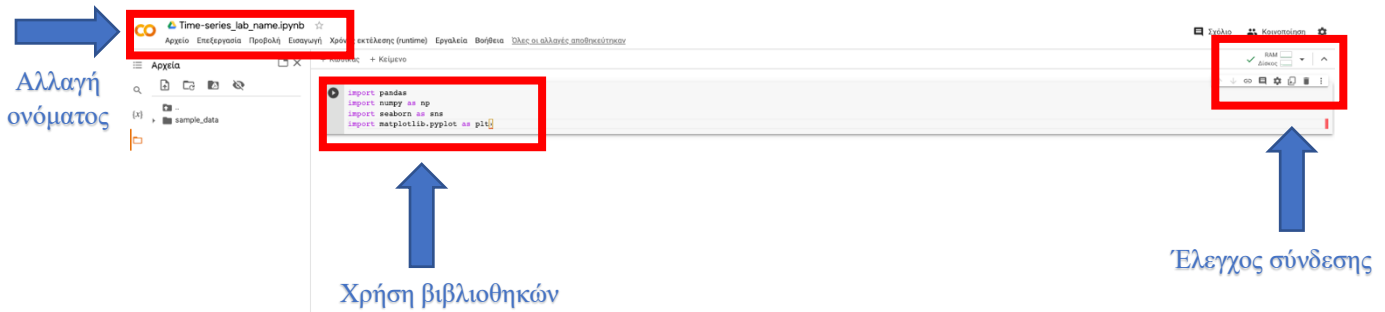 Time-series_lab_name.ipynb
Αρχείο Επεξεργασία Προβολή Εισαγωγή Χρόνος εκτέλεσης (runtime) Εργαλεία Βοήθεια Όλες οι αλλαγές αποθηκεύτηκαν
Σχόλιο Κοινοποίηση
Αρχεία
+ Κώδικας + Κείμενο
RAM
Δίσκος
{x}
..
sample_data
import pandas
import numpy as np
import seaborn as sns
import matplotlib.pyplot as plt
Αλλαγή
ονόματος
Χρήση βιβλιοθηκών
Έλεγχος σύνδεσης